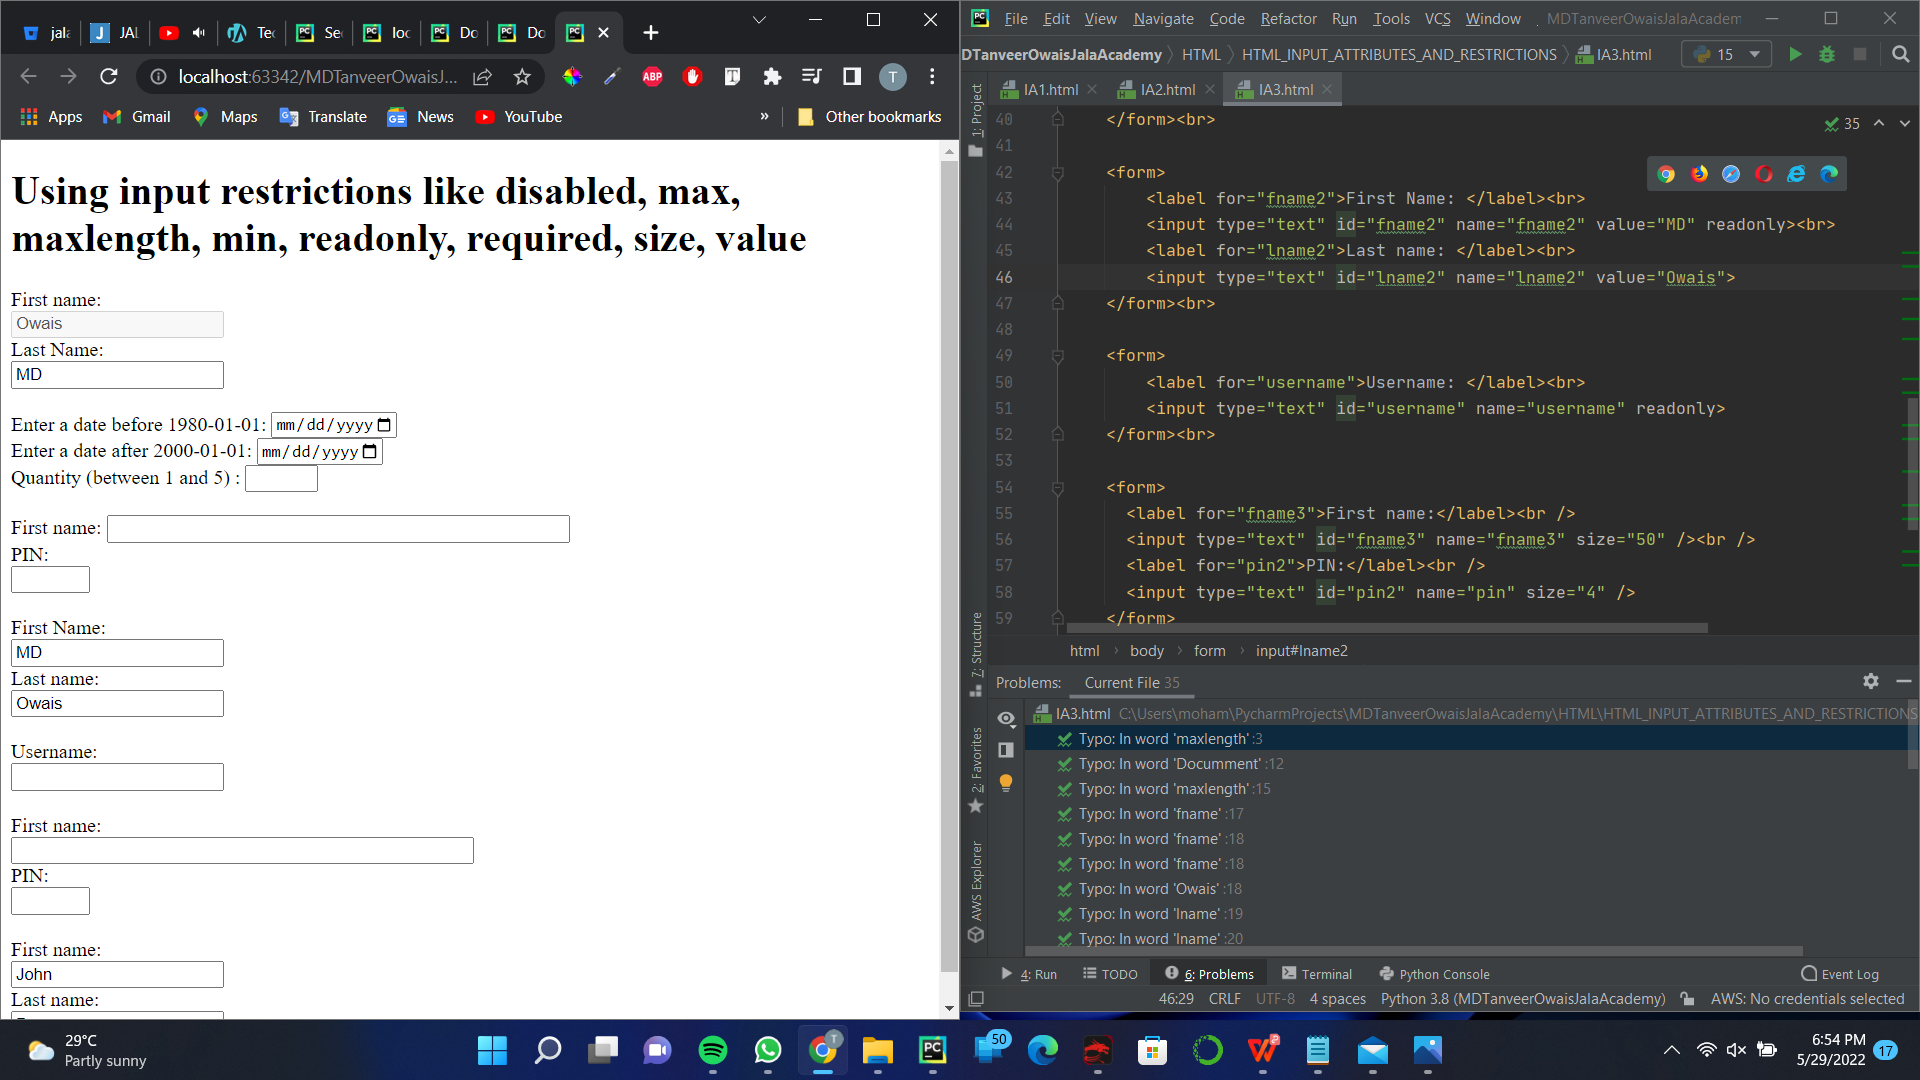 jala
JAL
Tec
Se
loc
Do
Do
localhost:63342/MDTanveerOwaisJ...
ABP
T
Apps
Gmail
Maps
Translate
News
YouTube
»
Other bookmarks
Using input restrictions like disabled, max,
maxlength, min, readonly, required, size, value
First name:
Owais
Last Name:
MD
Enter a date before 1980-01-01: mm/dd/yyyy
Enter a date after 2000-01-01: mm/dd/yyyy
Quantity (between 1 and 5) :
First name:
PIN:
First Name:
MD
Last name:
Owais
Username:
First name:
PIN:
First name:
John
Last name:
File Edit View Navigate Code Refactor Run Tools VCS Window MDTanveerOwaisJalaAcadem
DTanveerOwaisJalaAcademy HTML HTML_INPUT_ATTRIBUTES_AND_RESTRICTIONS IA3.html 15
IA1.html IA2.html IA3.html
1: Project
7: Structure
2: Favorites
AWS Explorer
35
40 </form><br>
41
42 <form>
43 <label for="fname2">First Name: </label><br>
44 <input type="text" id="fname2" name="fname2" value="MD" readonly><br>
45 <label for="lname2">Last name: </label><br>
46 <input type="text" id="lname2" name="lname2" value="Owais">
47 </form><br>
48
49 <form>
50 <label for="username">Username: </label><br>
51 <input type="text" id="username" name="username" readonly>
52 </form><br>
53
54 <form>
55 <label for="fname3">First name:</label><br />
56 <input type="text" id="fname3" name="fname3" size="50" /><br />
57 <label for="pin2">PIN:</label><br />
58 <input type="text" id="pin2" name="pin" size="4" />
59 </form>
html body form input#lname2
Problems: Current File 35
IA3.html C:\Users\moham\PycharmProjects\MDTanveerOwaisJalaAcademy\HTML\HTML_INPUT_ATTRIBUTES_AND_RESTRICTIONS
Typo: In word 'maxlength' :3
Typo: In word 'Documment' :12
Typo: In word 'maxlength' :15
Typo: In word 'fname' :17
Typo: In word 'fname' :18
Typo: In word 'fname' :18
Typo: In word 'Owais' :18
Typo: In word 'lname' :19
Typo: In word 'lname' :20
4: Run TODO 6: Problems Terminal Python Console Event Log
46:29 CRLF UTF-8 4 spaces Python 3.8 (MDTanveerOwaisJalaAcademy) AWS: No credentials selected
29°C
Partly sunny
T
50
6:54 PM
5/29/2022
17